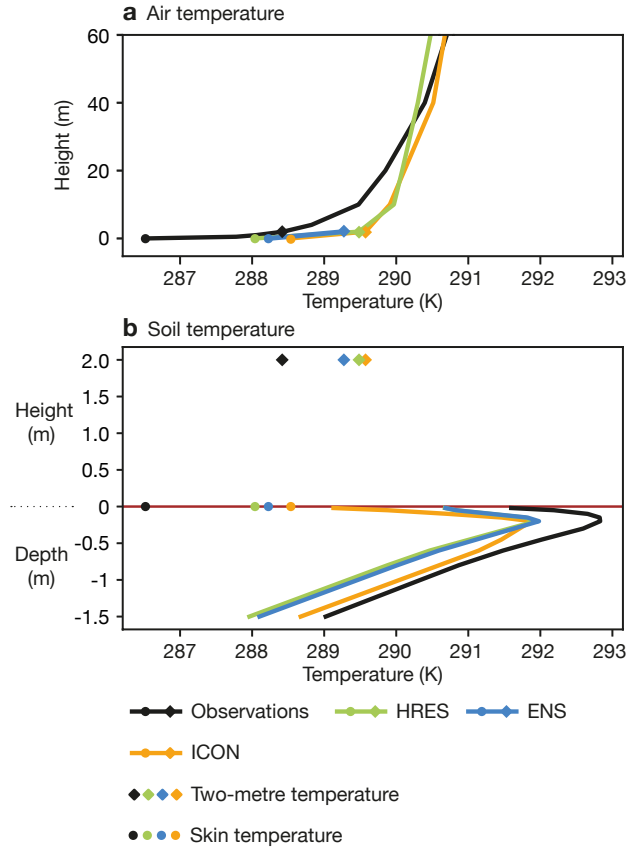 a Air temperature
60
40
20
0
Height (m)
287 288 289 290 291 292 293
Temperature (K)
b Soil temperature
2.0
1.5
1.0
0.5
0
-0.5
-1
-1.5
Height
(m)
Depth
(m)
287 288 289 290 291 292 293
Temperature (K)
Observations HRES ENS
ICON
Two-metre temperature
Skin temperature